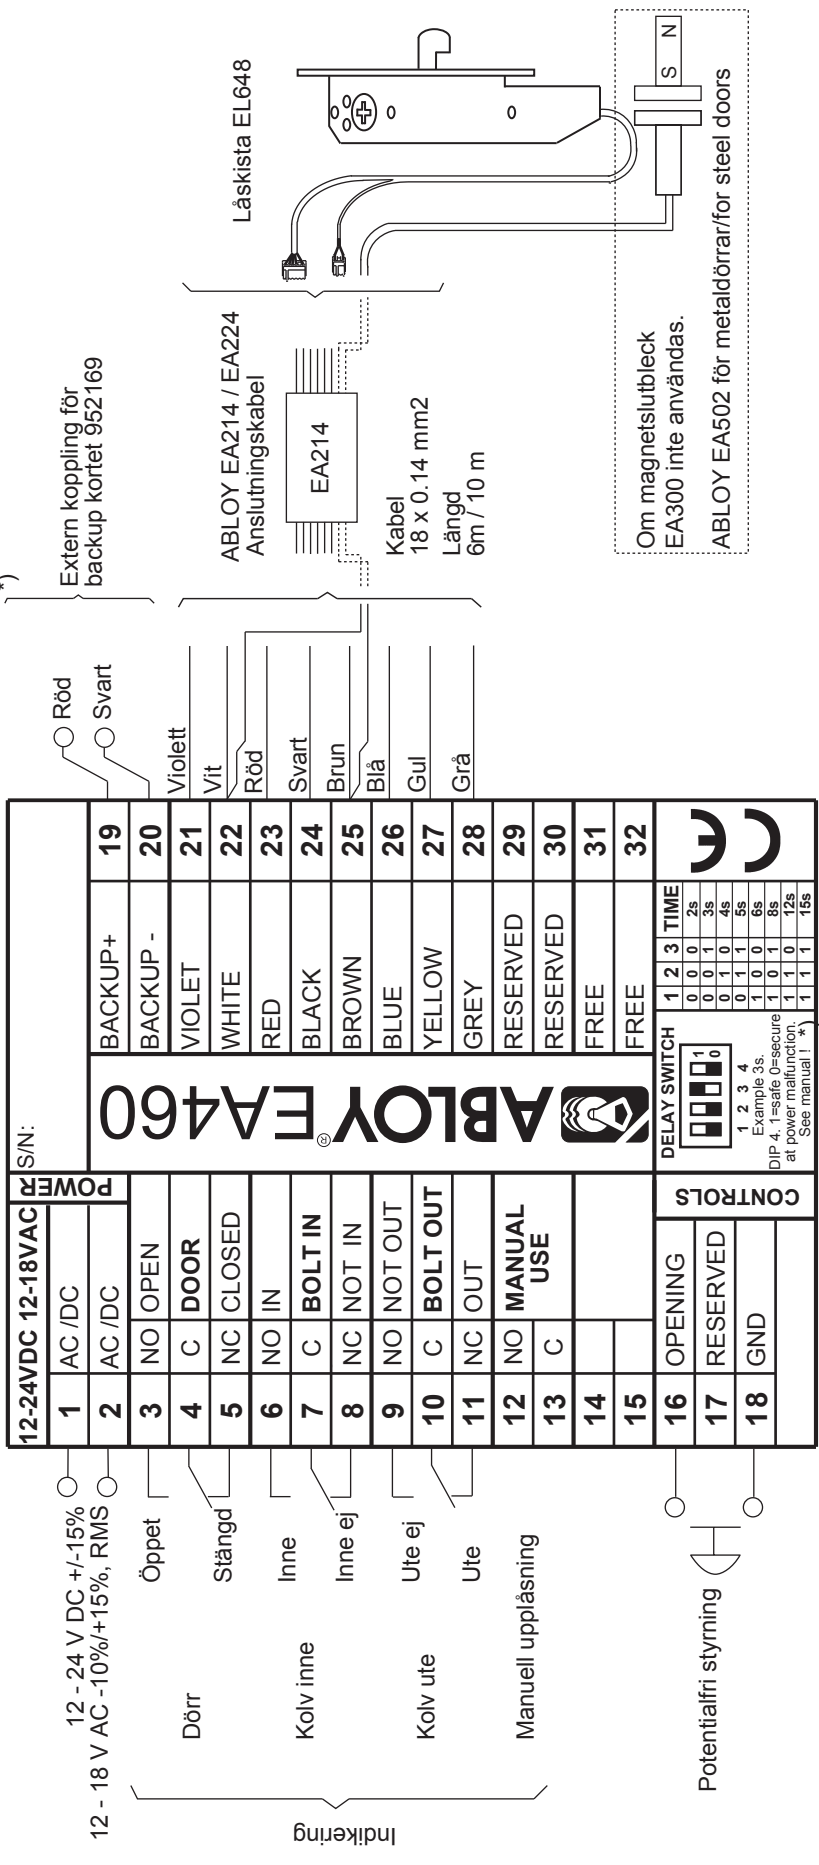 *)
Extern koppling för
backup kortet 952169
Röd
Svart
Låskista EL648
ABLOY EA214 / EA224
Anslutningskabel
EA214
Kabel
18 x 0.14 mm2
Längd
6m / 10 m
S N
Om magnetslutbleck
EA300 inte användas.
ABLOY EA502 för metaldörrar/for steel doors
Violett
Vit
Röd
Svart
Brun
Blå
Gul
Grå
12-24VDC 12-18VAC
POWER
S/N:
1 AC /DC
2 AC /DC
3 NO OPEN
4 C DOOR
5 NC CLOSED
6 NO IN
7 C BOLT IN
8 NC NOT IN
9 NO NOT OUT
10 C BOLT OUT
11 NC OUT
12 NO MANUAL
USE
13 C
14
15
16 OPENING
17 RESERVED
18 GND
CONTROLS
ABLOY® EA460
BACKUP+ 19
BACKUP - 20
VIOLET 21
WHITE 22
RED 23
BLACK 24
BROWN 25
BLUE 26
YELLOW 27
GREY 28
RESERVED 29
RESERVED 30
FREE 31
FREE 32
DELAY SWITCH
1
0
1 2 3 4
Example 3s.
DIP 4. 1=safe 0=secure
at power malfunction.
See manual ! *)
1 2 3 TIME
0 0 0 2s
0 0 1 3s
0 1 0 4s
0 1 1 5s
1 0 0 6s
1 0 1 8s
1 1 0 12s
1 1 1 15s
CE
12 - 24 V DC +/-15%
12 - 18 V AC -10%/+15%, RMS
Öppet
Dörr
Stängd
Inne
Kolv inne
Inne ej
Ute ej
Kolv ute
Ute
Manuell upplåsning
Indikering
Potentialfri styrning